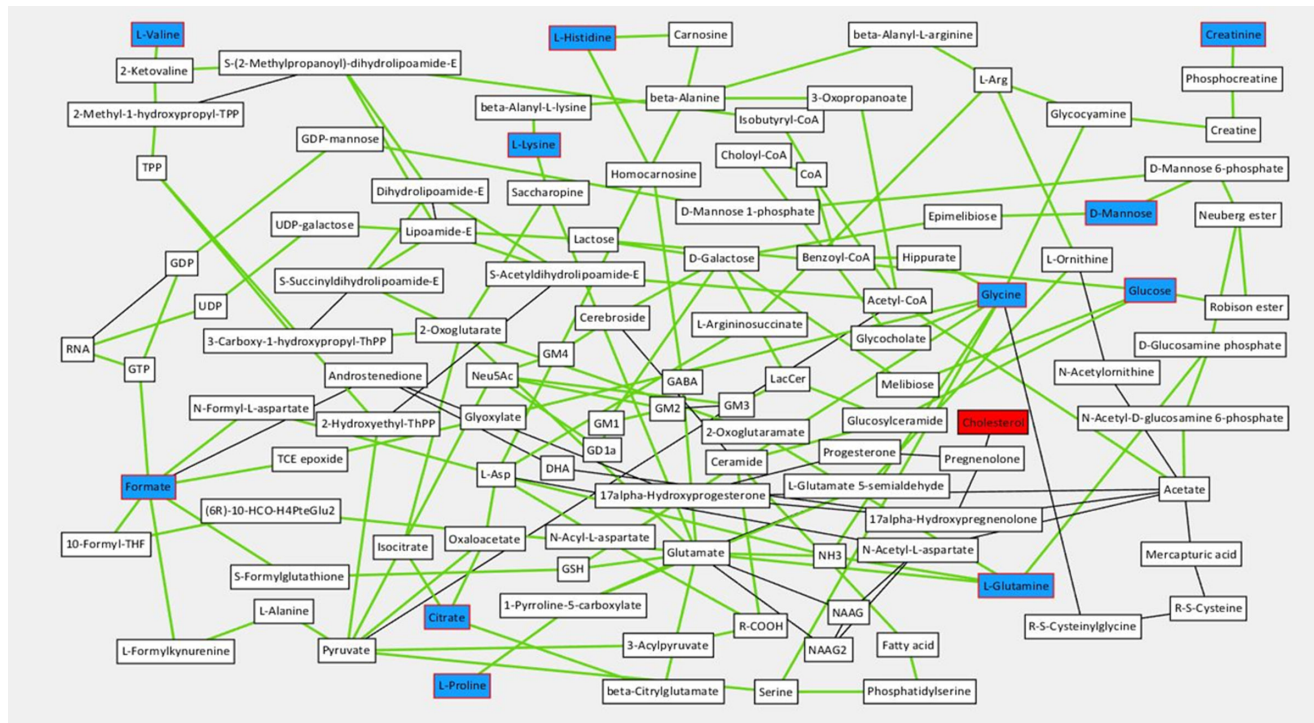 L-Valine
L-Histidine
Carnosine
beta-Alanyl-L-arginine
Creatinine
2-Ketovaline
S-(2-Methylpropanoyl)-dihydrolipoamide-E
L-Arg
Phosphocreatine
2-Methyl-1-hydroxypropyl-TPP
beta-Alanyl-L-lysine
beta-Alanine
3-Oxopropanoate
Isobutyryl-CoA
Glycocyamine
Creatine
GDP-mannose
L-Lysine
TPP
Choloyl-CoA
CoA
D-Mannose 6-phosphate
Homocarnosine
Dihydrolipoamide-E
Saccharopine
D-Mannose 1-phosphate
Epimelibiose
D-Mannose
Neuberg ester
UDP-galactose
Lipoamide-E
Lactose
D-Galactose
Benzoyl-CoA
Hippurate
L-Ornithine
GDP
S-Succinyldihydrolipoamide-E
S-Acetyldihydrolipoamide-E
Acetyl-CoA
Glycine
Glucose
UDP
Robison ester
Cerebroside
L-Argininosuccinate
3-Carboxy-1-hydroxypropyl-ThPP
2-Oxoglutarate
Glycocholate
D-Glucosamine phosphate
RNA
GM4
GTP
Androstenedione
Neu5Ac
GABA
LacCer
Melibiose
N-Acetylornithine
N-Formyl-L-aspartate
2-Hydroxyethyl-ThPP
Glyoxylate
GM1
GM2
GM3
Glucosylceramide
Cholesterol
N-Acetyl-D-glucosamine 6-phosphate
2-Oxoglutaramate
GD1a
TCE epoxide
L-Asp
DHA
Ceramide
Progesterone
Pregnenolone
Formate
17alpha-Hydroxyprogesterone
L-Glutamate 5-semialdehyde
Acetate
(6R)-10-HCO-H4PteGlu2
17alpha-Hydroxypregnenolone
10-Formyl-THF
Isocitrate
Oxaloacetate
N-Acyl-L-aspartate
Glutamate
NH3
N-Acetyl-L-aspartate
Mercapturic acid
S-Formylglutathione
GSH
L-Glutamine
L-Alanine
Citrate
1-Pyrroline-5-carboxylate
NAAG
R-COOH
R-S-Cysteinylglycine
R-S-Cysteine
L-Formylkynurenine
Pyruvate
3-Acylpyruvate
NAAG2
Fatty acid
L-Proline
beta-Citrylglutamate
Serine
Phosphatidylserine